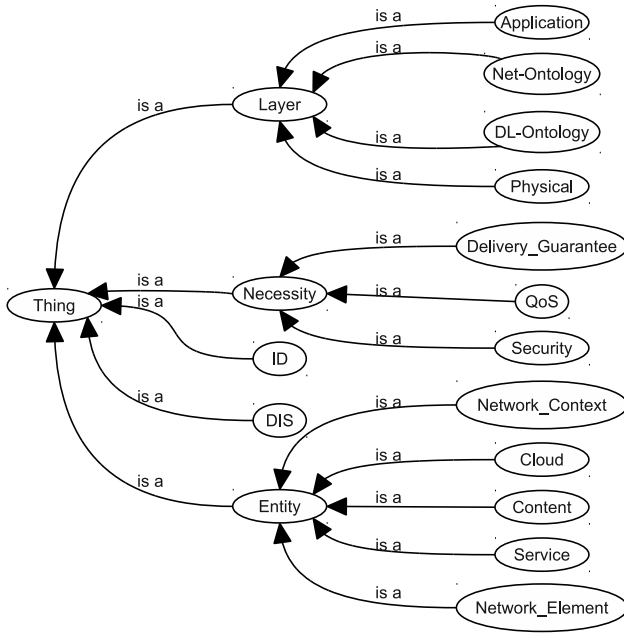 Application
is a
is a
Net-Ontology
is a
Layer
DL-Ontology
is a
is a
Physical
is a
Delivery_Guarantee
is a
Necessity
is a
QoS
Thing
is a
is a
Security
ID
is a
DIS
is a
Network_Context
is a
Cloud
is a
Entity
is a
Content
is a
Service
is a
Network_Element